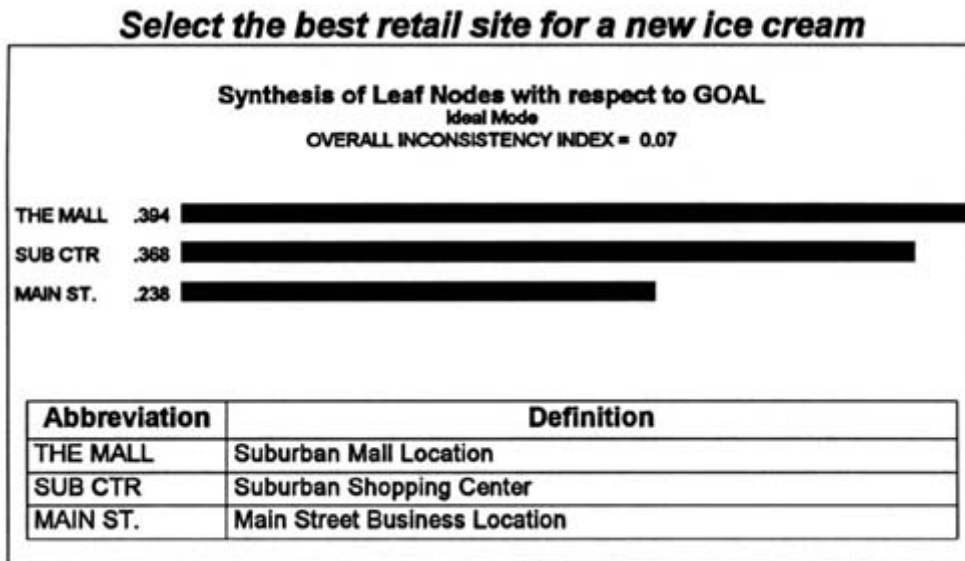 Select the best retail site for a new ice cream
Synthesis of Leaf Nodes with respect to GOAL
Ideal Mode
OVERALL INCONSISTENCY INDEX = 0.07
THE MALL .394
SUB CTR .368
MAIN ST. .238
Abbreviation Definition
THE MALL Suburban Mall Location
SUB CTR Suburban Shopping Center
MAIN ST. Main Street Business Location